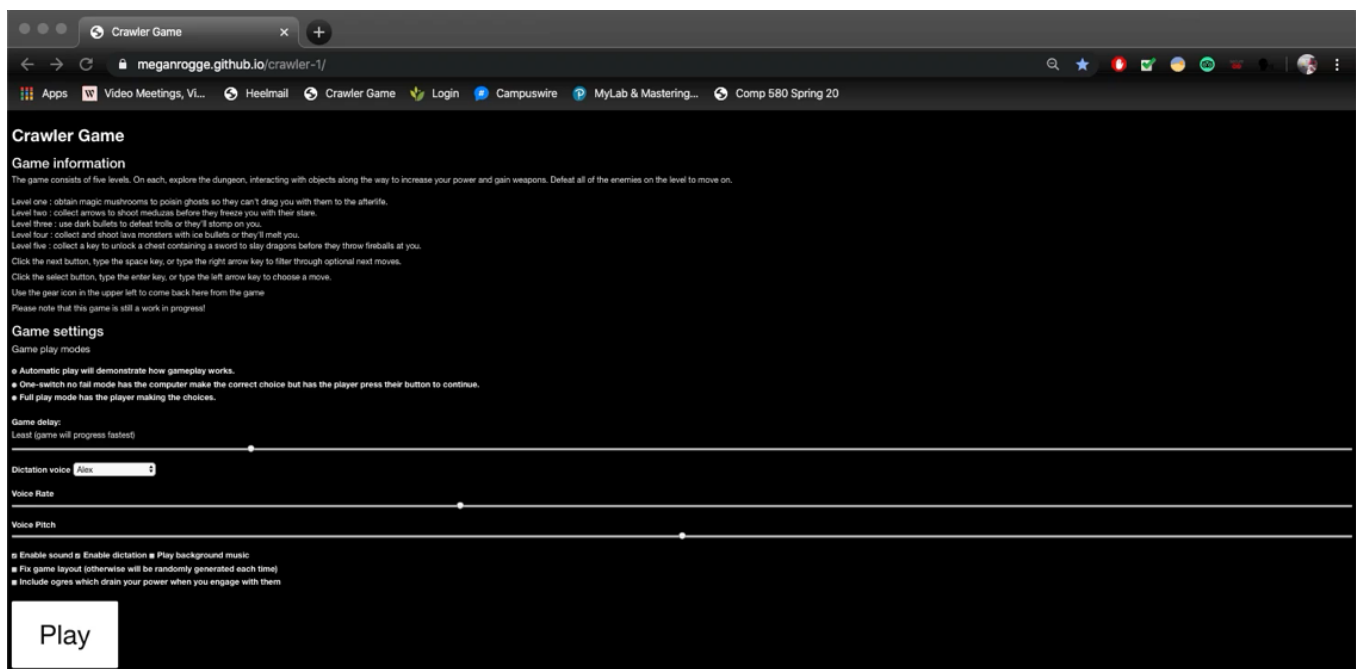 Crawler Game
meganrogge.github.io/crawler-1/
Apps Video Meetings, Vi... Heelmail Crawler Game Login Campuswire MyLab & Mastering... Comp 580 Spring 20
Crawler Game
Game information
The game consists of five levels. On each, explore the dungeon, interacting with objects along the way to increase your power and gain weapons. Defeat all of the enemies on the level to move on.
Level one : obtain magic mushrooms to poisin ghosts so they can't drag you with them to the afterlife.
Level two : collect arrows to shoot meduzas before they freeze you with their stare.
Level three : use dark bullets to defeat trolls or they'll stomp on you.
Level four : collect and shoot lava monsters with ice bullets or they'll melt you.
Level five : collect a key to unlock a chest containing a sword to slay dragons before they throw fireballs at you.
Click the next button, type the space key, or type the right arrow key to filter through optional next moves.
Click the select button, type the enter key, or type the left arrow key to choose a move.
Use the gear icon in the upper left to come back here from the game
Please note that this game is still a work in progress!
Game settings
Game play modes
Automatic play will demonstrate how gameplay works.
One-switch no fail mode has the computer make the correct choice but has the player press their button to continue.
Full play mode has the player making the choices.
Game delay:
Least (game will progress fastest)
Dictation voice Alex
Voice Rate
Voice Pitch
Enable sound Enable dictation Play background music
Fix game layout (otherwise will be randomly generated each time)
Include ogres which drain your power when you engage with them
Play